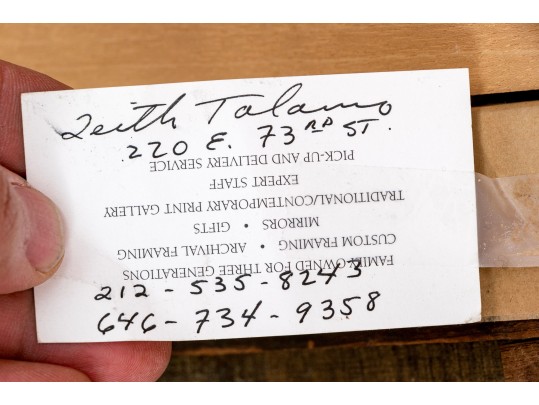 Keith Talamo
220 E. 73RD ST.
212-535-8243
646-734-9358
FAMILY OWNED FOR THREE GENERATIONS
CUSTOM FRAMING • ARCHIVAL FRAMING
MIRRORS • GIFTS
TRADITIONAL/CONTEMPORARY PRINT GALLERY
EXPERT STAFF
PICK-UP AND DELIVERY SERVICE